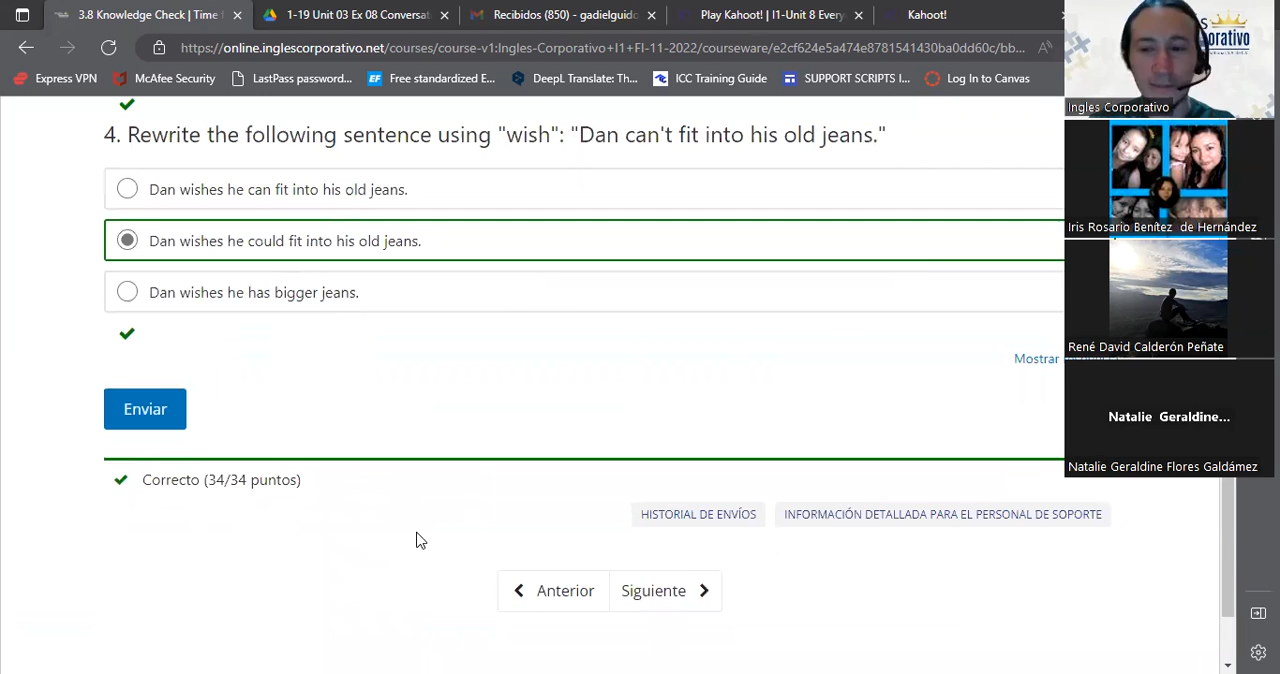 3.8 Knowledge Check | Time
1-19 Unit 03 Ex 08 Conversat
Recibidos (850) - gadielguido
Play Kahoot! | I1-Unit 8 Every
Kahoot!
https://online.inglescorporativo.net/courses/course-v1:Ingles-Corporativo+I1+FI-11-2022/courseware/e2cf624e5a474e8781541430ba0dd60c/bb...
Express VPN
McAfee Security
LastPass password...
Free standardized E...
DeepL Translate: Th...
ICC Training Guide
SUPPORT SCRIPTS I...
Log In to Canvas
4. Rewrite the following sentence using "wish": "Dan can't fit into his old jeans."
Dan wishes he can fit into his old jeans.
Dan wishes he could fit into his old jeans.
Dan wishes he has bigger jeans.
Mostrar
Enviar
Correcto (34/34 puntos)
HISTORIAL DE ENVÍOS
INFORMACIÓN DETALLADA PARA EL PERSONAL DE SOPORTE
Anterior
Siguiente
Ingles Corporativo
Iris Rosario Benítez de Hernández
René David Calderón Peñate
Natalie Geraldine...
Natalie Geraldine Flores Galdámez